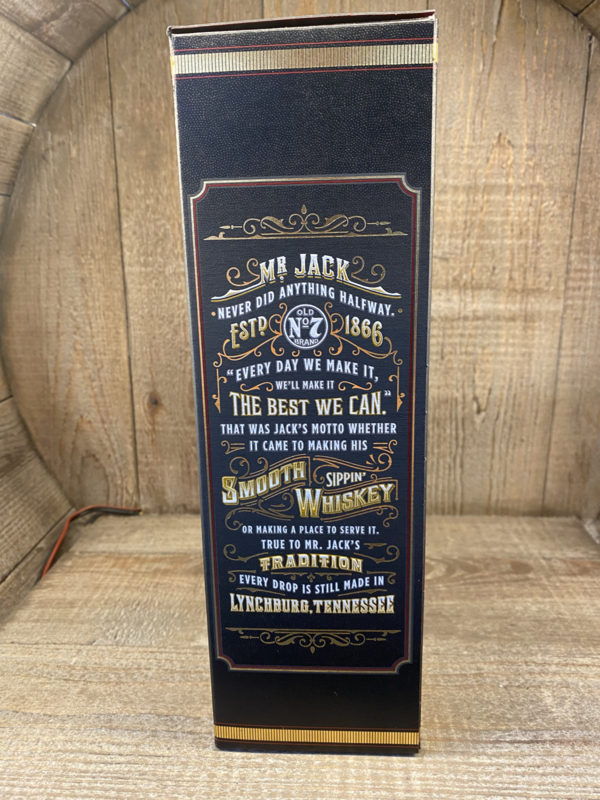 MR JACK
NEVER DID ANYTHING HALFWAY.
ESTD OLD No7 BRAND 1866
"EVERY DAY WE MAKE IT,
WE'LL MAKE IT
THE BEST WE CAN."
THAT WAS JACK'S MOTTO WHETHER
IT CAME TO MAKING HIS
SMOOTH SIPPIN'
WHISKEY
OR MAKING A PLACE TO SERVE IT.
TRUE TO MR. JACK'S
TRADITION
EVERY DROP IS STILL MADE IN
LYNCHBURG, TENNESSEE